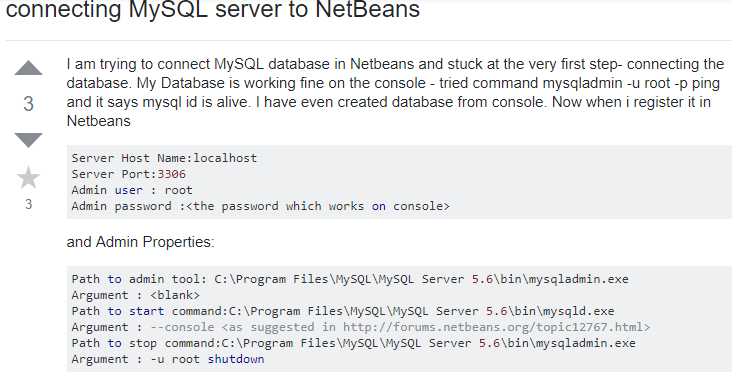 connecting MySQL server to NetBeans
I am trying to connect MySQL database in Netbeans and stuck at the very first step- connecting the
database. My Database is working fine on the console - tried command mysqladmin -u root -p ping
and it says mysql id is alive. I have even created database from console. Now when i register it in
Netbeans
3
3
Server Host Name:localhost
Server Port:3306
Admin user : root
Admin password :<the password which works on console>
and Admin Properties:
Path to admin tool: C:\Program Files\MySQL\MySQL Server 5.6\bin\mysqladmin.exe
Argument : <blank>
Path to start command:C:\Program Files\MySQL\MySQL Server 5.6\bin\mysqld.exe
Argument : --console <as suggested in http://forums.netbeans.org/topic12767.html>
Path to stop command:C:\Program Files\MySQL\MySQL Server 5.6\bin\mysqladmin.exe
Argument : -u root shutdown